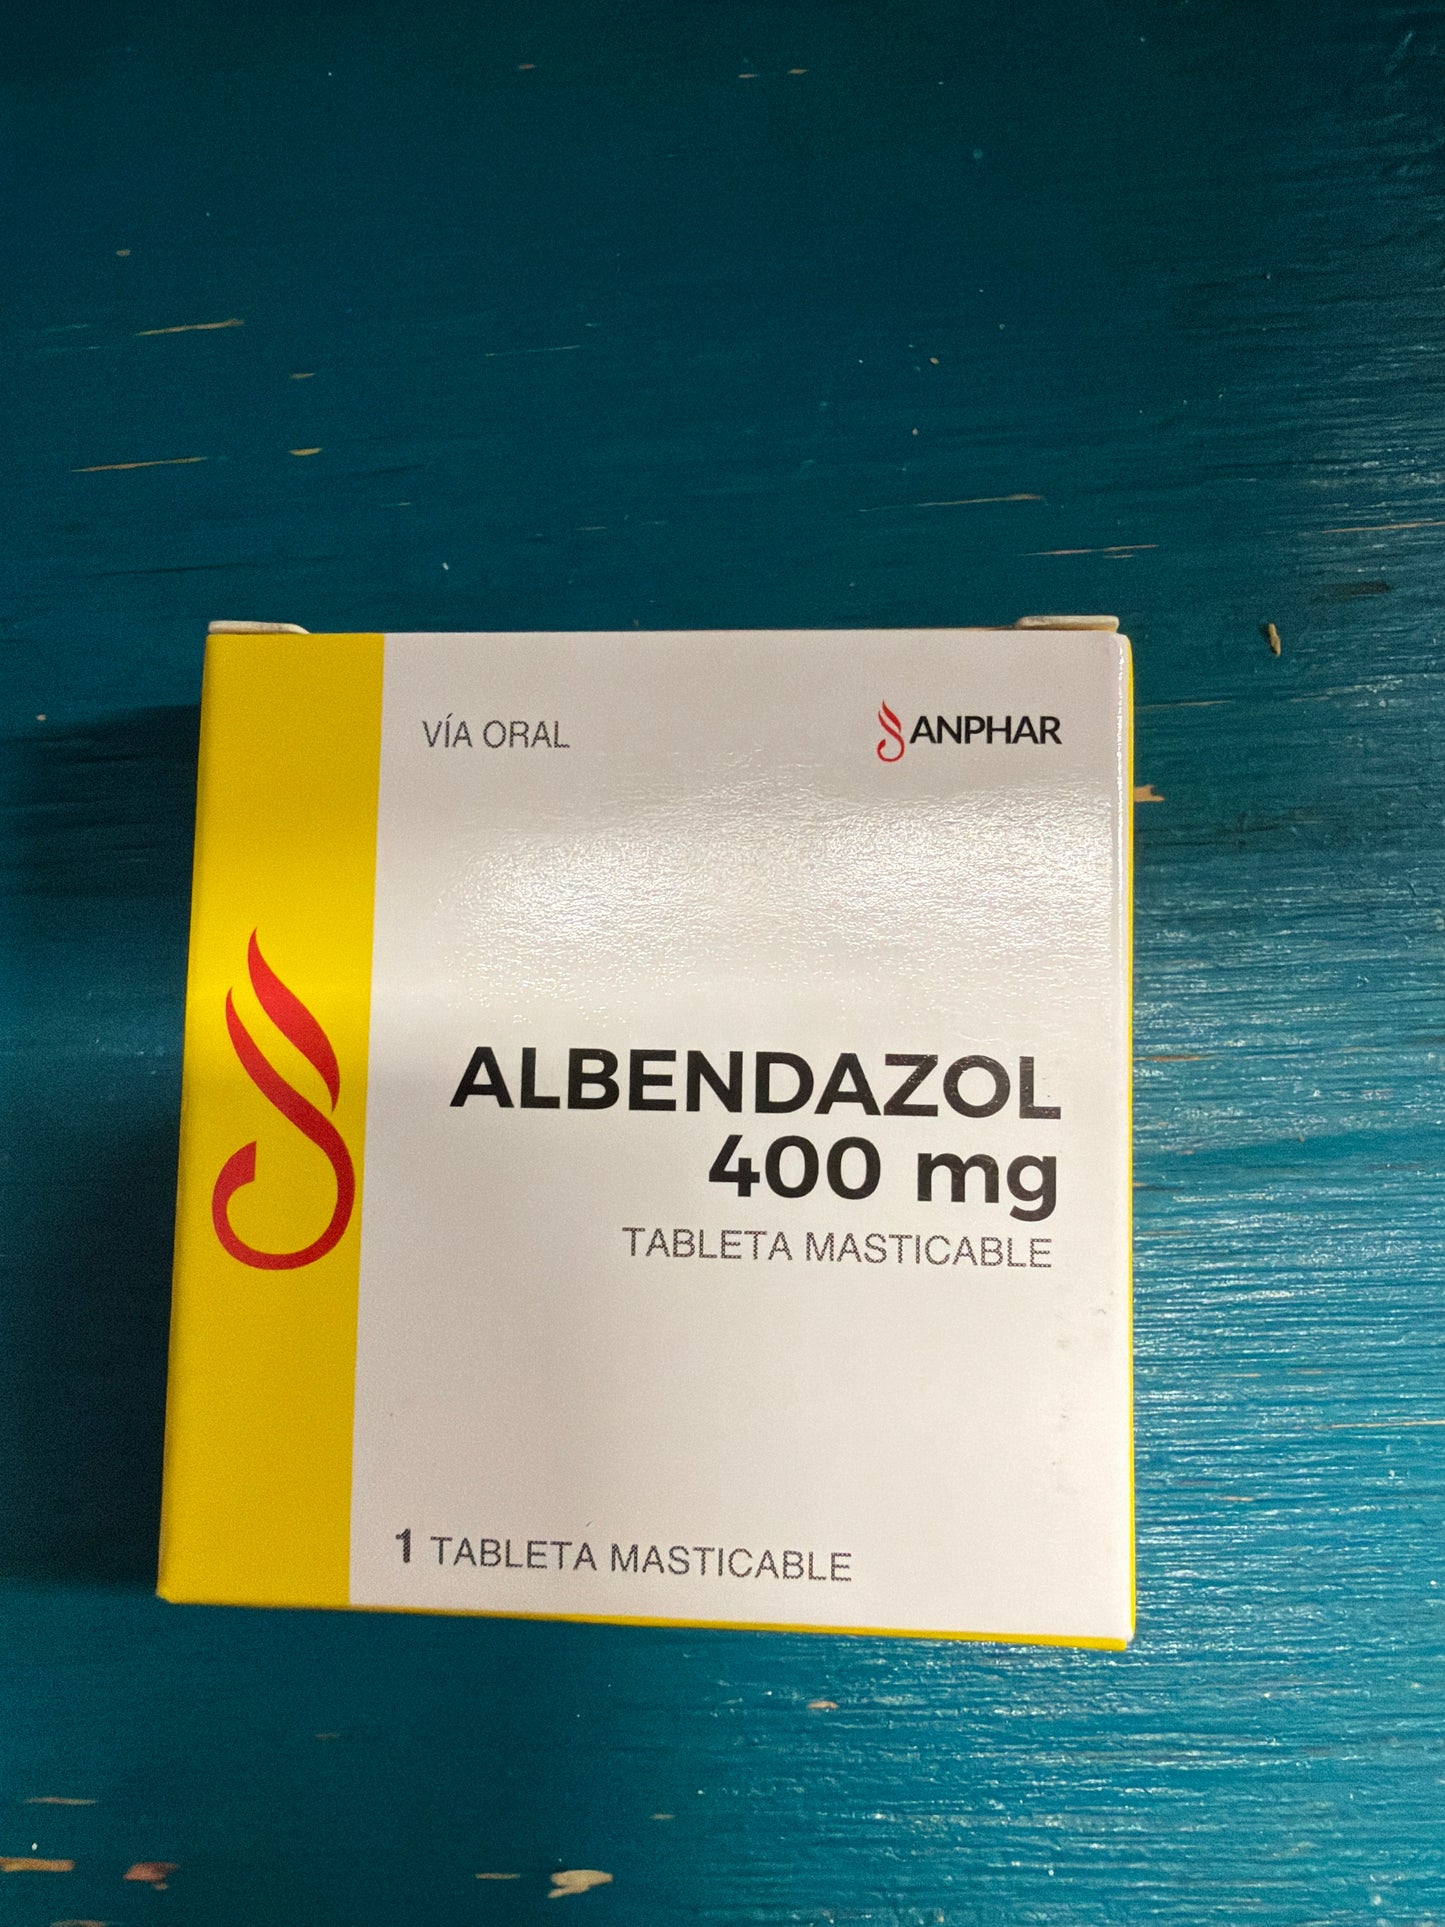 VÍA ORAL
ANPHAR
ALBENDAZOL
400 mg
TABLETA MASTICABLE
1 TABLETA MASTICABLE